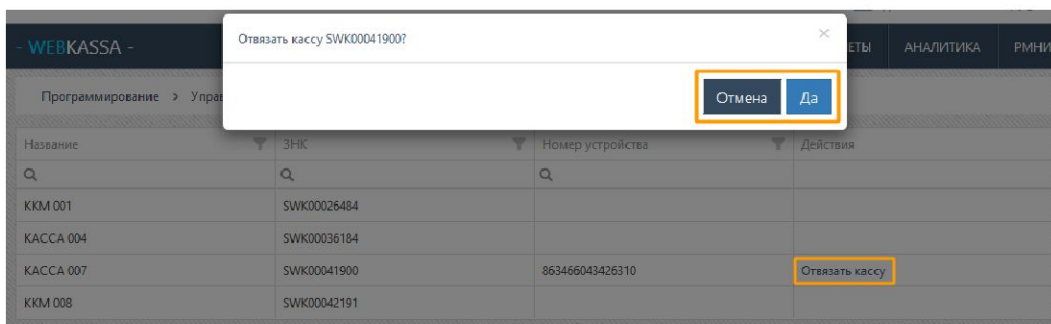 Отвязать кассу SWK00041900?
×
- WEBKASSA -
ЕТЫ АНАЛИТИКА РМНИ
Отмена Да
Программирование > Управ
Название ЗНК Номер устройства Действия
ККМ 001 SWK00026484
КАССА 004 SWK00036184
КАССА 007 SWK00041900 863466043426310 Отвязать кассу
ККМ 008 SWK00042191